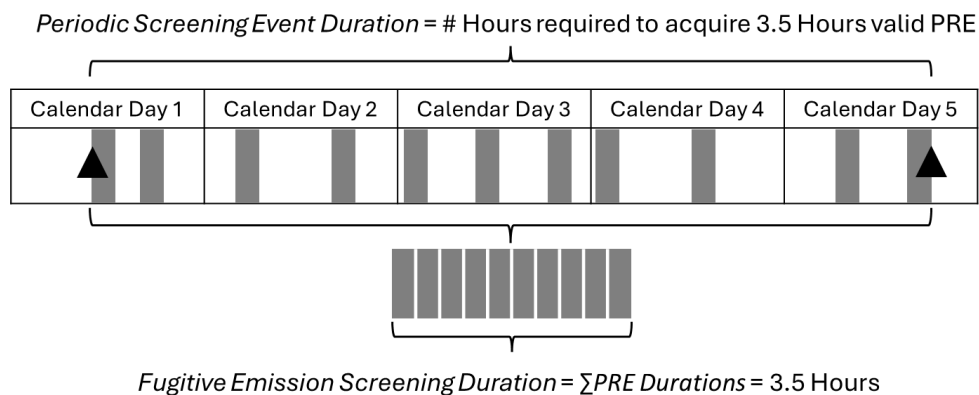 Periodic Screening Event Duration = # Hours required to acquire 3.5 Hours valid PRE
Calendar Day 1
Calendar Day 2
Calendar Day 3
Calendar Day 4
Calendar Day 5
Fugitive Emission Screening Duration = ∑PRE Durations = 3.5 Hours